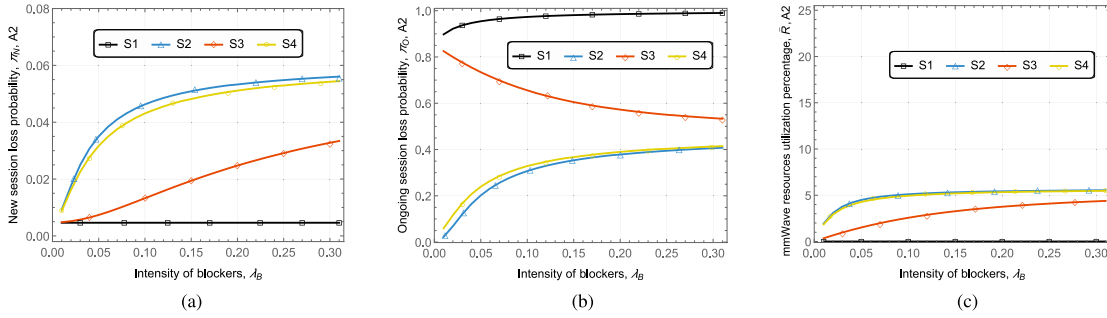 New session loss probability, π_N, A2
0.08
0.06
0.04
0.02
0.00
S1 S2 S3 S4
0.00 0.05 0.10 0.15 0.20 0.25 0.30
Intensity of blockers, λ_B
(a)
Ongoing session loss probability, π_O, A2
1.0
0.8
0.6
0.4
0.2
0.0
S1 S2 S3 S4
0.00 0.05 0.10 0.15 0.20 0.25 0.30
Intensity of blockers, λ_B
(b)
mmWave resources utilization percentage, R̄, A2
25
20
15
10
5
0
S1 S2 S3 S4
0.00 0.05 0.10 0.15 0.20 0.25 0.30
Intensity of blockers, λ_B
(c)